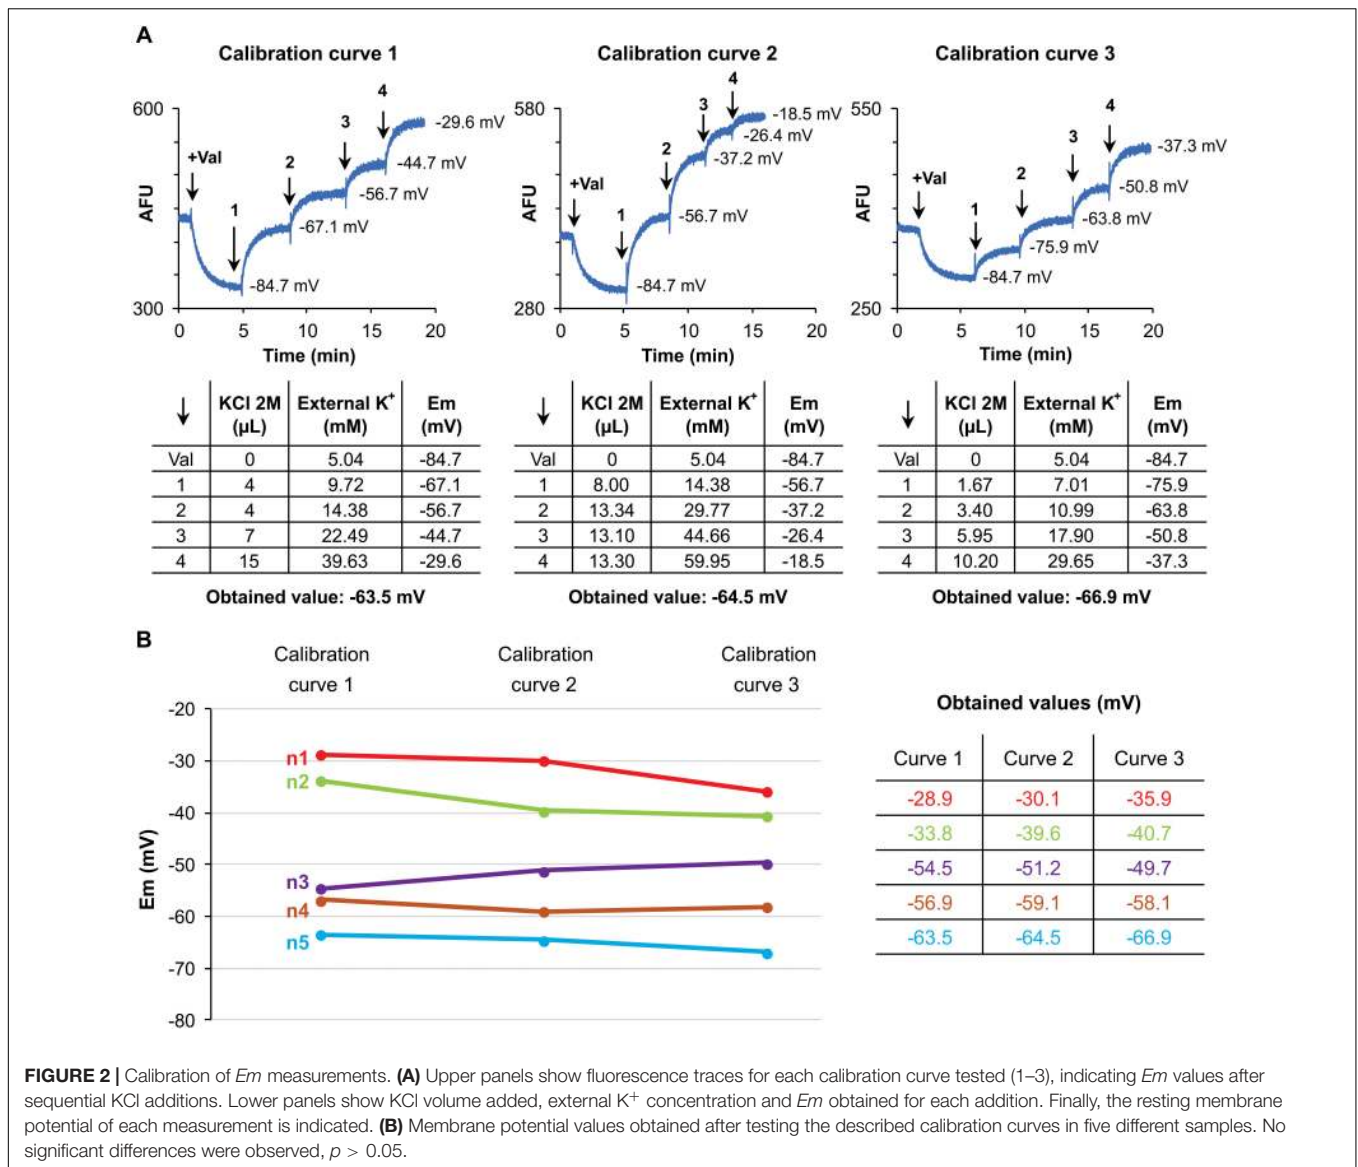 A
Calibration curve 1
Calibration curve 2
Calibration curve 3
600
300
AFU
+Val
1
2
3
4
-84.7 mV
-67.1 mV
-56.7 mV
-44.7 mV
-29.6 mV
0 5 10 15 20
Time (min)
580
280
AFU
+Val
1
2
3
4
-84.7 mV
-56.7 mV
-37.2 mV
-26.4 mV
-18.5 mV
0 5 10 15 20
Time (min)
550
250
AFU
+Val
1
2
3
4
-84.7 mV
-75.9 mV
-63.8 mV
-50.8 mV
-37.3 mV
0 5 10 15 20
Time (min)
↓ KCl 2M (µL) External K+ (mM) Em (mV)
Val 0 5.04 -84.7
1 4 9.72 -67.1
2 4 14.38 -56.7
3 7 22.49 -44.7
4 15 39.63 -29.6
Obtained value: -63.5 mV
↓ KCl 2M (µL) External K+ (mM) Em (mV)
Val 0 5.04 -84.7
1 8.00 14.38 -56.7
2 13.34 29.77 -37.2
3 13.10 44.66 -26.4
4 13.30 59.95 -18.5
Obtained value: -64.5 mV
↓ KCl 2M (µL) External K+ (mM) Em (mV)
Val 0 5.04 -84.7
1 1.67 7.01 -75.9
2 3.40 10.99 -63.8
3 5.95 17.90 -50.8
4 10.20 29.65 -37.3
Obtained value: -66.9 mV
B
Calibration
curve 1
Calibration
curve 2
Calibration
curve 3
Em (mV)
-20
-30
-40
-50
-60
-70
-80
n1
n2
n3
n4
n5
Obtained values (mV)
Curve 1 Curve 2 Curve 3
-28.9 -30.1 -35.9
-33.8 -39.6 -40.7
-54.5 -51.2 -49.7
-56.9 -59.1 -58.1
-63.5 -64.5 -66.9
FIGURE 2 | Calibration of Em measurements. (A) Upper panels show fluorescence traces for each calibration curve tested (1–3), indicating Em values after
sequential KCl additions. Lower panels show KCl volume added, external K+ concentration and Em obtained for each addition. Finally, the resting membrane
potential of each measurement is indicated. (B) Membrane potential values obtained after testing the described calibration curves in five different samples. No
significant differences were observed, p > 0.05.